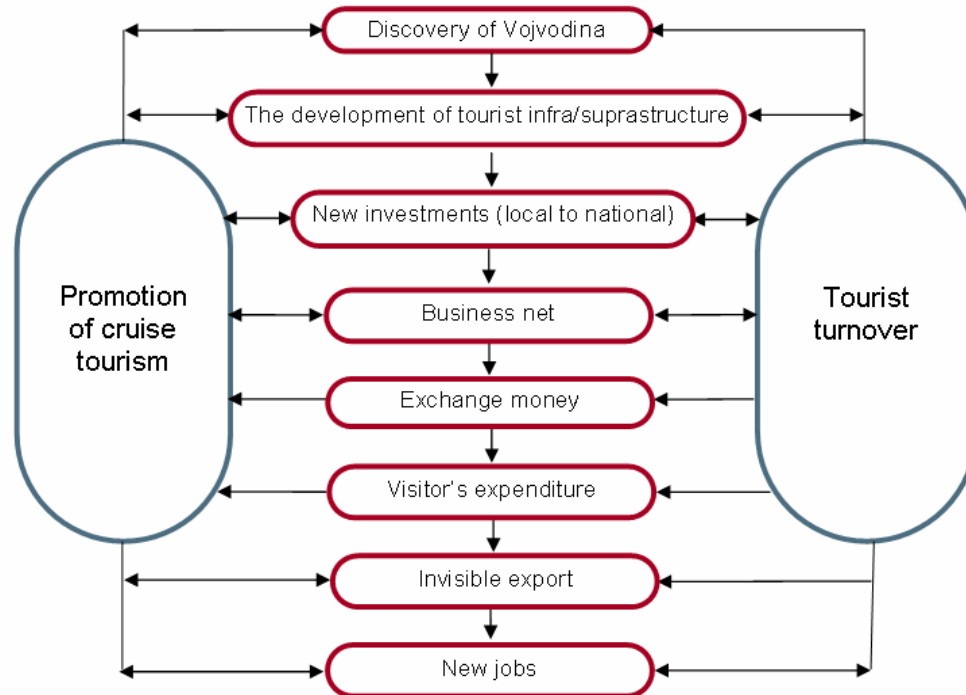 Discovery of Vojvodina
The development of tourist infra/suprastructure
New investments (local to national)
Promotion
of cruise
tourism
Business net
Tourist
turnover
Exchange money
Visitor's expenditure
Invisible export
New jobs